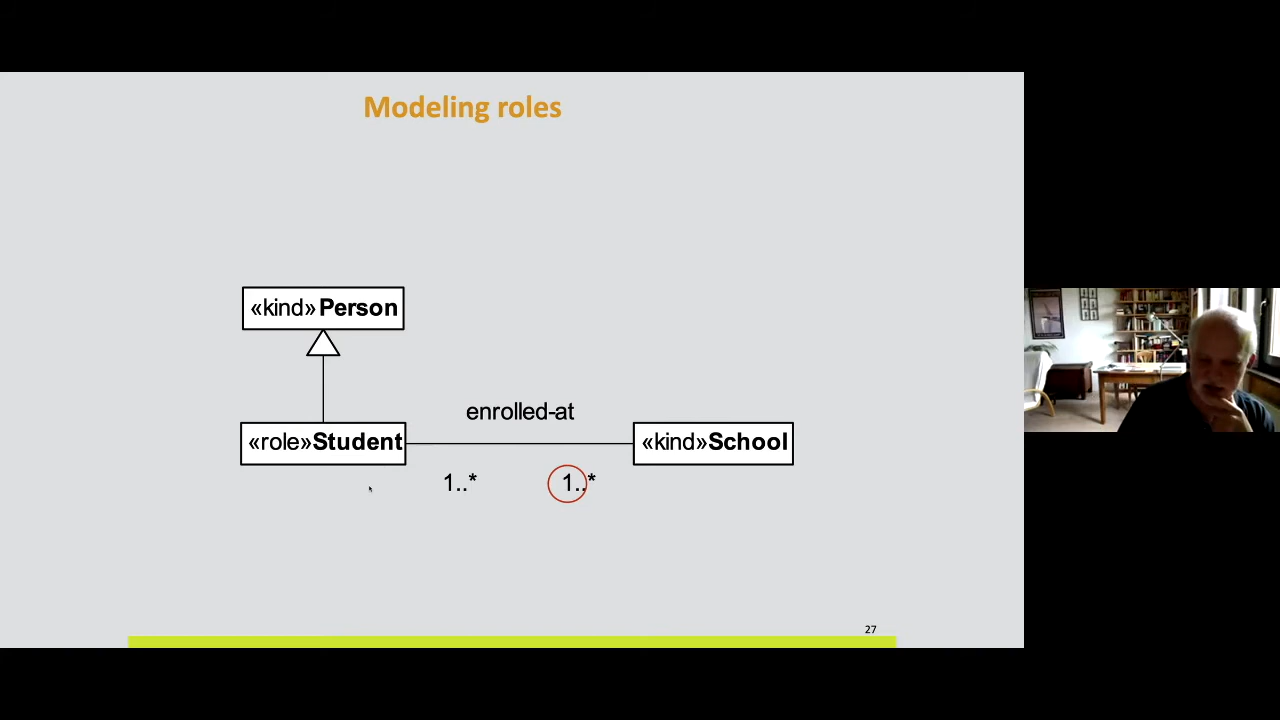 Modeling roles
«kind» Person
enrolled-at
«role»Student
«kind»School
1..*
1..*
27